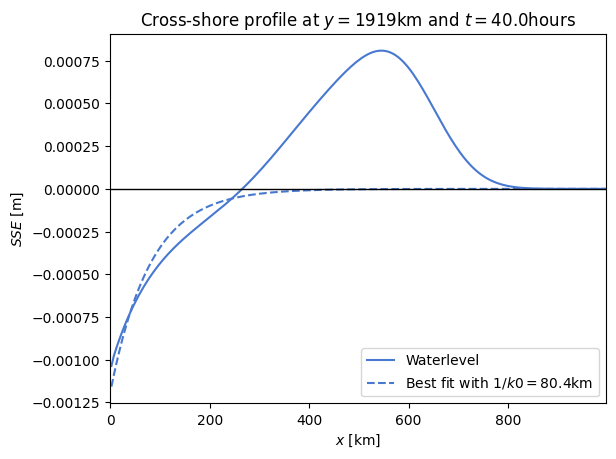 Cross-shore profile at y = 1919km and t = 40.0hours
SSE [m]
0.00075
0.00050
0.00025
0.00000
−0.00025
−0.00050
−0.00075
−0.00100
−0.00125
Waterlevel
Best fit with 1/k0 = 80.4km
0 200 400 600 800
x [km]